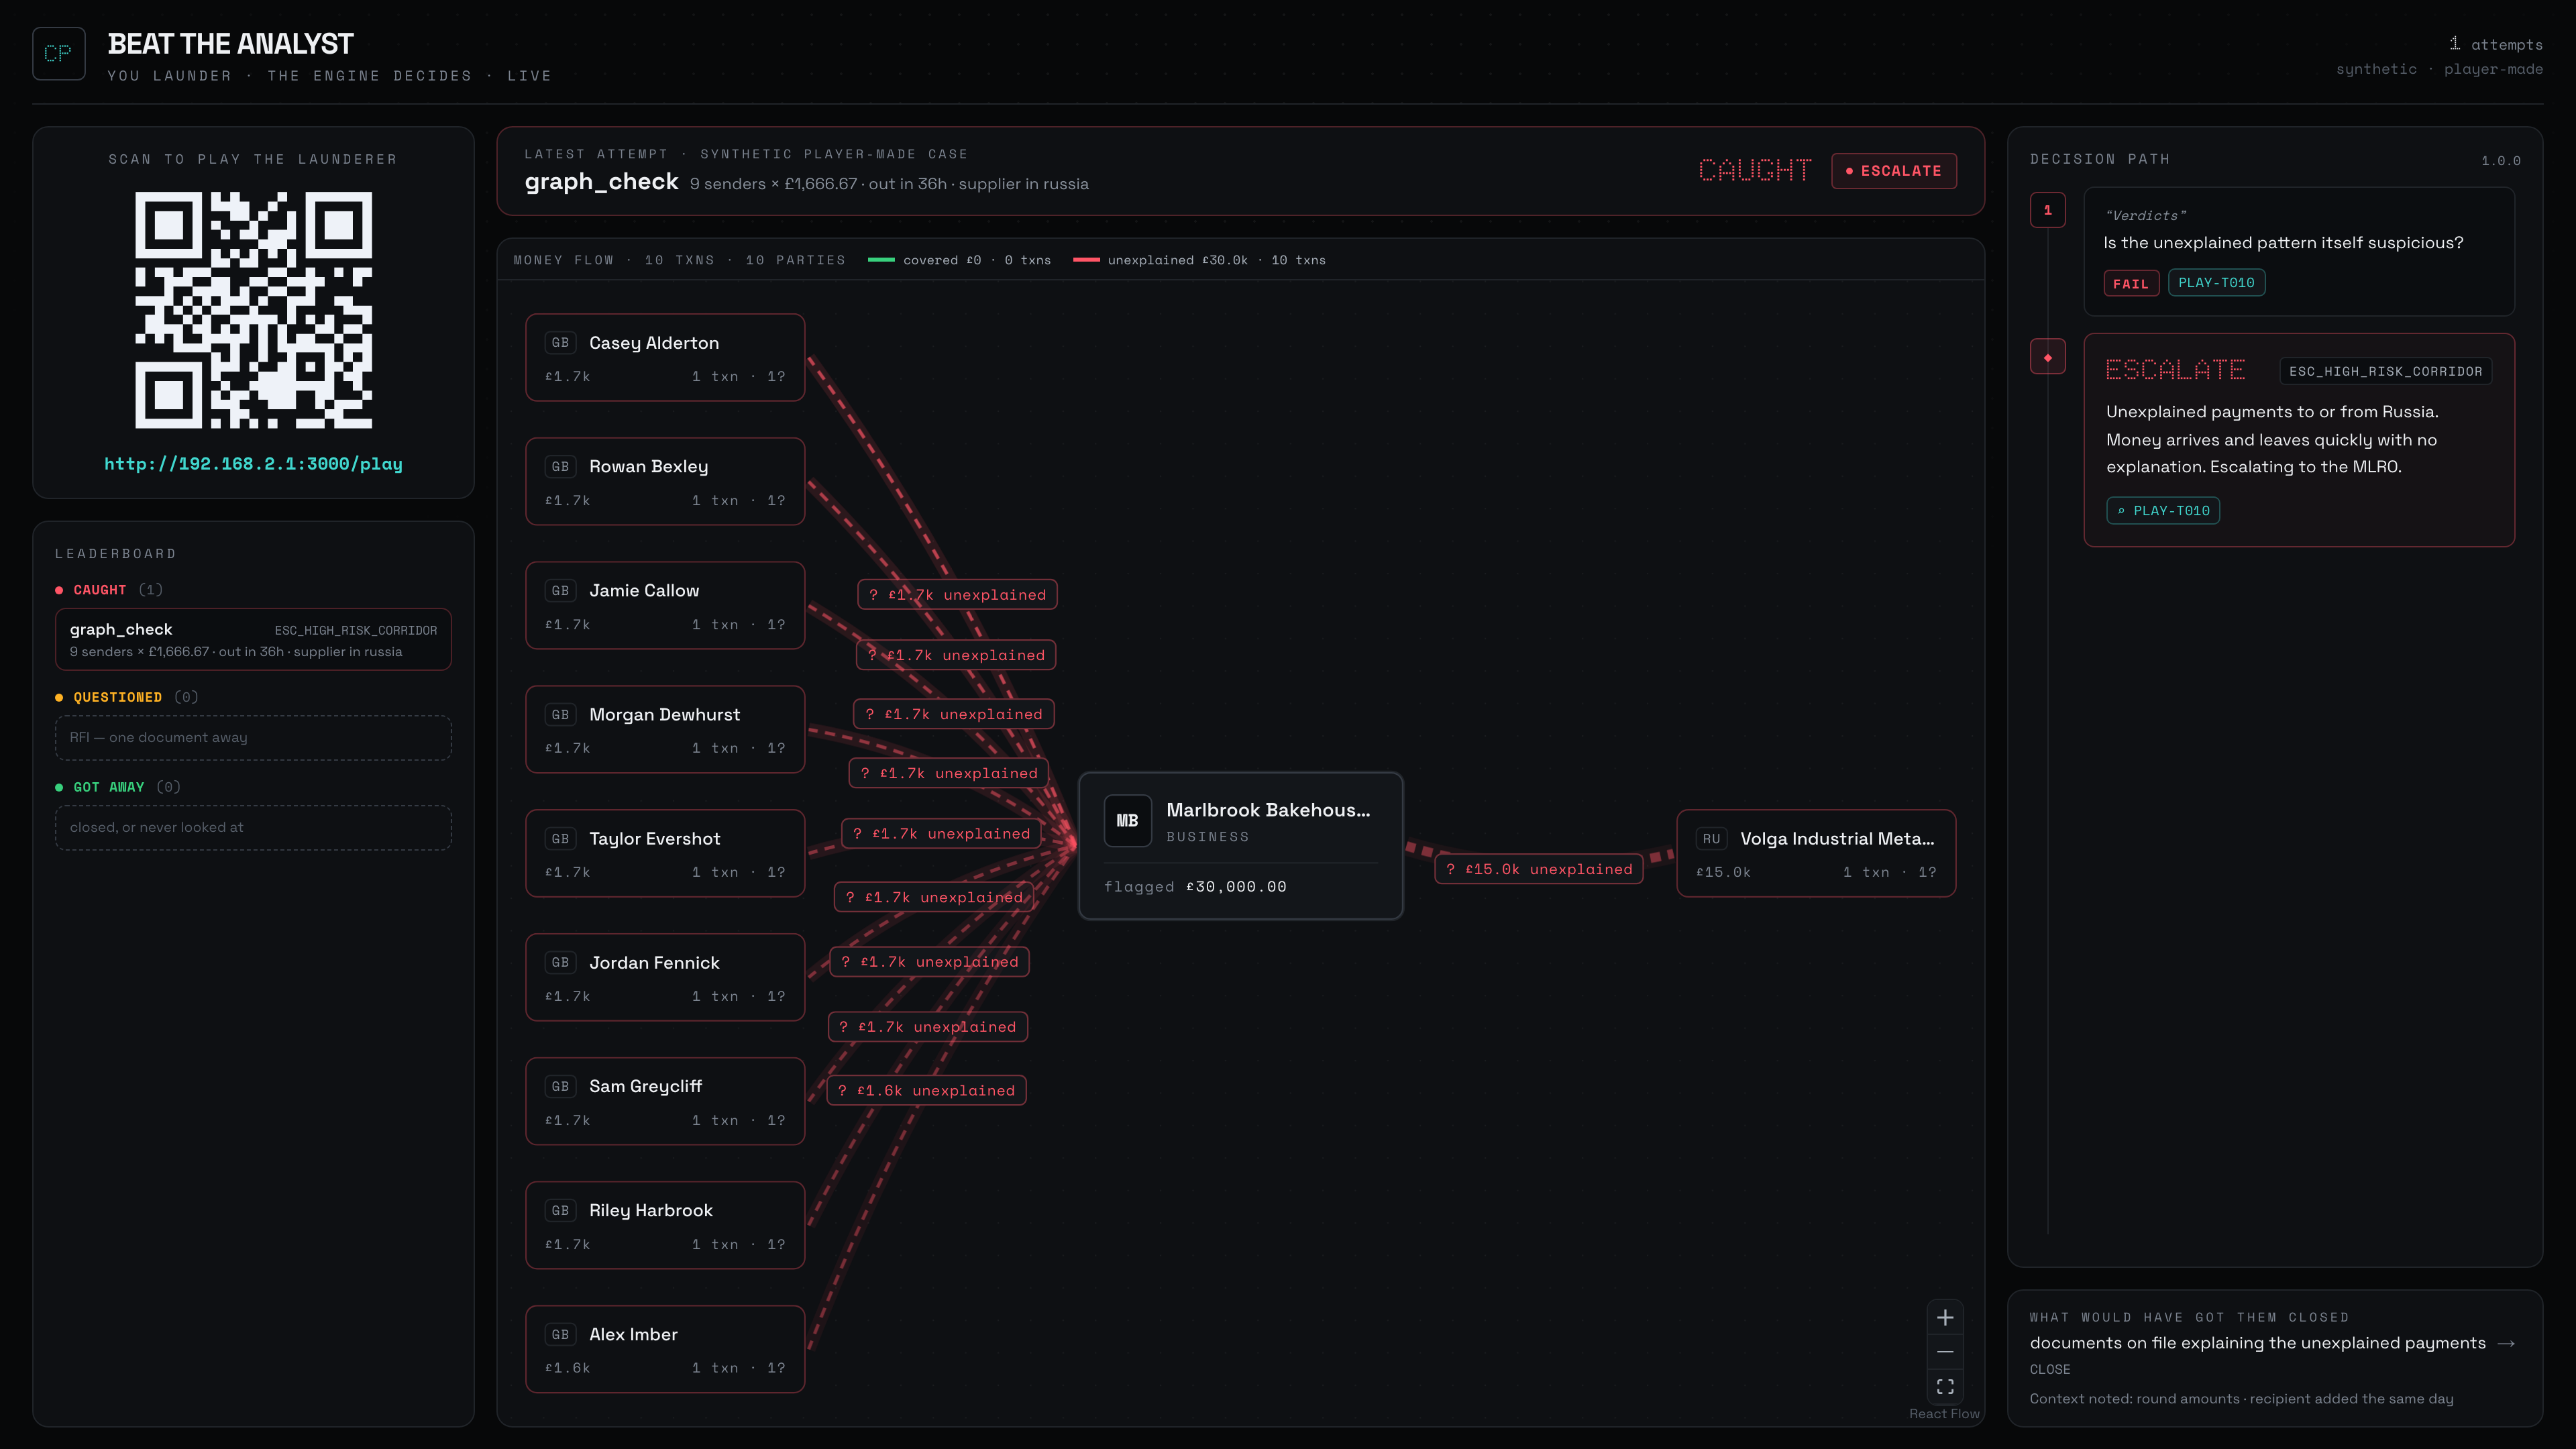 CP
BEAT THE ANALYST
YOU LAUNDER · THE ENGINE DECIDES · LIVE
1 attempts
synthetic · player-made
SCAN TO PLAY THE LAUNDERER
http://192.168.2.1:3000/play
LEADERBOARD
CAUGHT (1)
graph_check ESC_HIGH_RISK_CORRIDOR
9 senders × £1,666.67 · out in 36h · supplier in russia
QUESTIONED (0)
RFI — one document away
GOT AWAY (0)
closed, or never looked at
LATEST ATTEMPT · SYNTHETIC PLAYER-MADE CASE
graph_check 9 senders × £1,666.67 · out in 36h · supplier in russia
CAUGHT
ESCALATE
MONEY FLOW · 10 TXNS · 10 PARTIES covered £0 · 0 txns unexplained £30.0k · 10 txns
GB Casey Alderton
£1.7k 1 txn · 1?
GB Rowan Bexley
£1.7k 1 txn · 1?
GB Jamie Callow
£1.7k 1 txn · 1?
GB Morgan Dewhurst
£1.7k 1 txn · 1?
GB Taylor Evershot
£1.7k 1 txn · 1?
GB Jordan Fennick
£1.7k 1 txn · 1?
GB Sam Greycliff
£1.7k 1 txn · 1?
GB Riley Harbrook
£1.7k 1 txn · 1?
GB Alex Imber
£1.6k 1 txn · 1?
? £1.7k unexplained
? £1.7k unexplained
? £1.7k unexplained
? £1.7k unexplained
? £1.7k unexplained
? £1.7k unexplained
? £1.7k unexplained
? £1.7k unexplained
? £1.6k unexplained
MB Marlbrook Bakehous...
BUSINESS
flagged £30,000.00
? £15.0k unexplained
RU Volga Industrial Meta...
£15.0k 1 txn · 1?
React Flow
DECISION PATH 1.0.0
1
"Verdicts"
Is the unexplained pattern itself suspicious?
FAIL PLAY-T010
ESCALATE ESC_HIGH_RISK_CORRIDOR
Unexplained payments to or from Russia.
Money arrives and leaves quickly with no
explanation. Escalating to the MLRO.
PLAY-T010
WHAT WOULD HAVE GOT THEM CLOSED
documents on file explaining the unexplained payments →
CLOSE
Context noted: round amounts · recipient added the same day